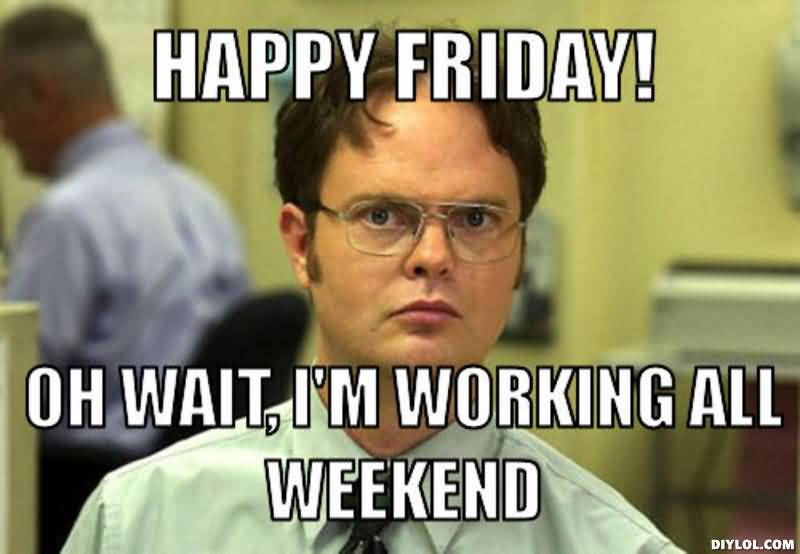 HAPPY FRIDAY!
OH WAIT, I'M WORKING ALL
WEEKEND
DIYLOL.COM